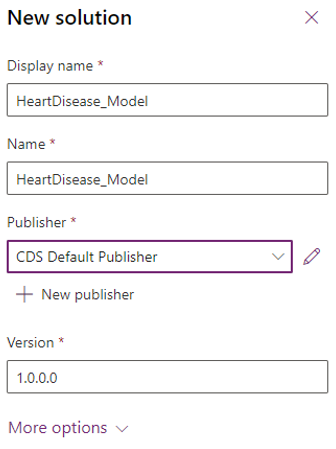 New solution
Display name *
HeartDisease_Model
Name *
HeartDisease_Model
Publisher *
CDS Default Publisher
New publisher
Version *
1.0.0.0
More options